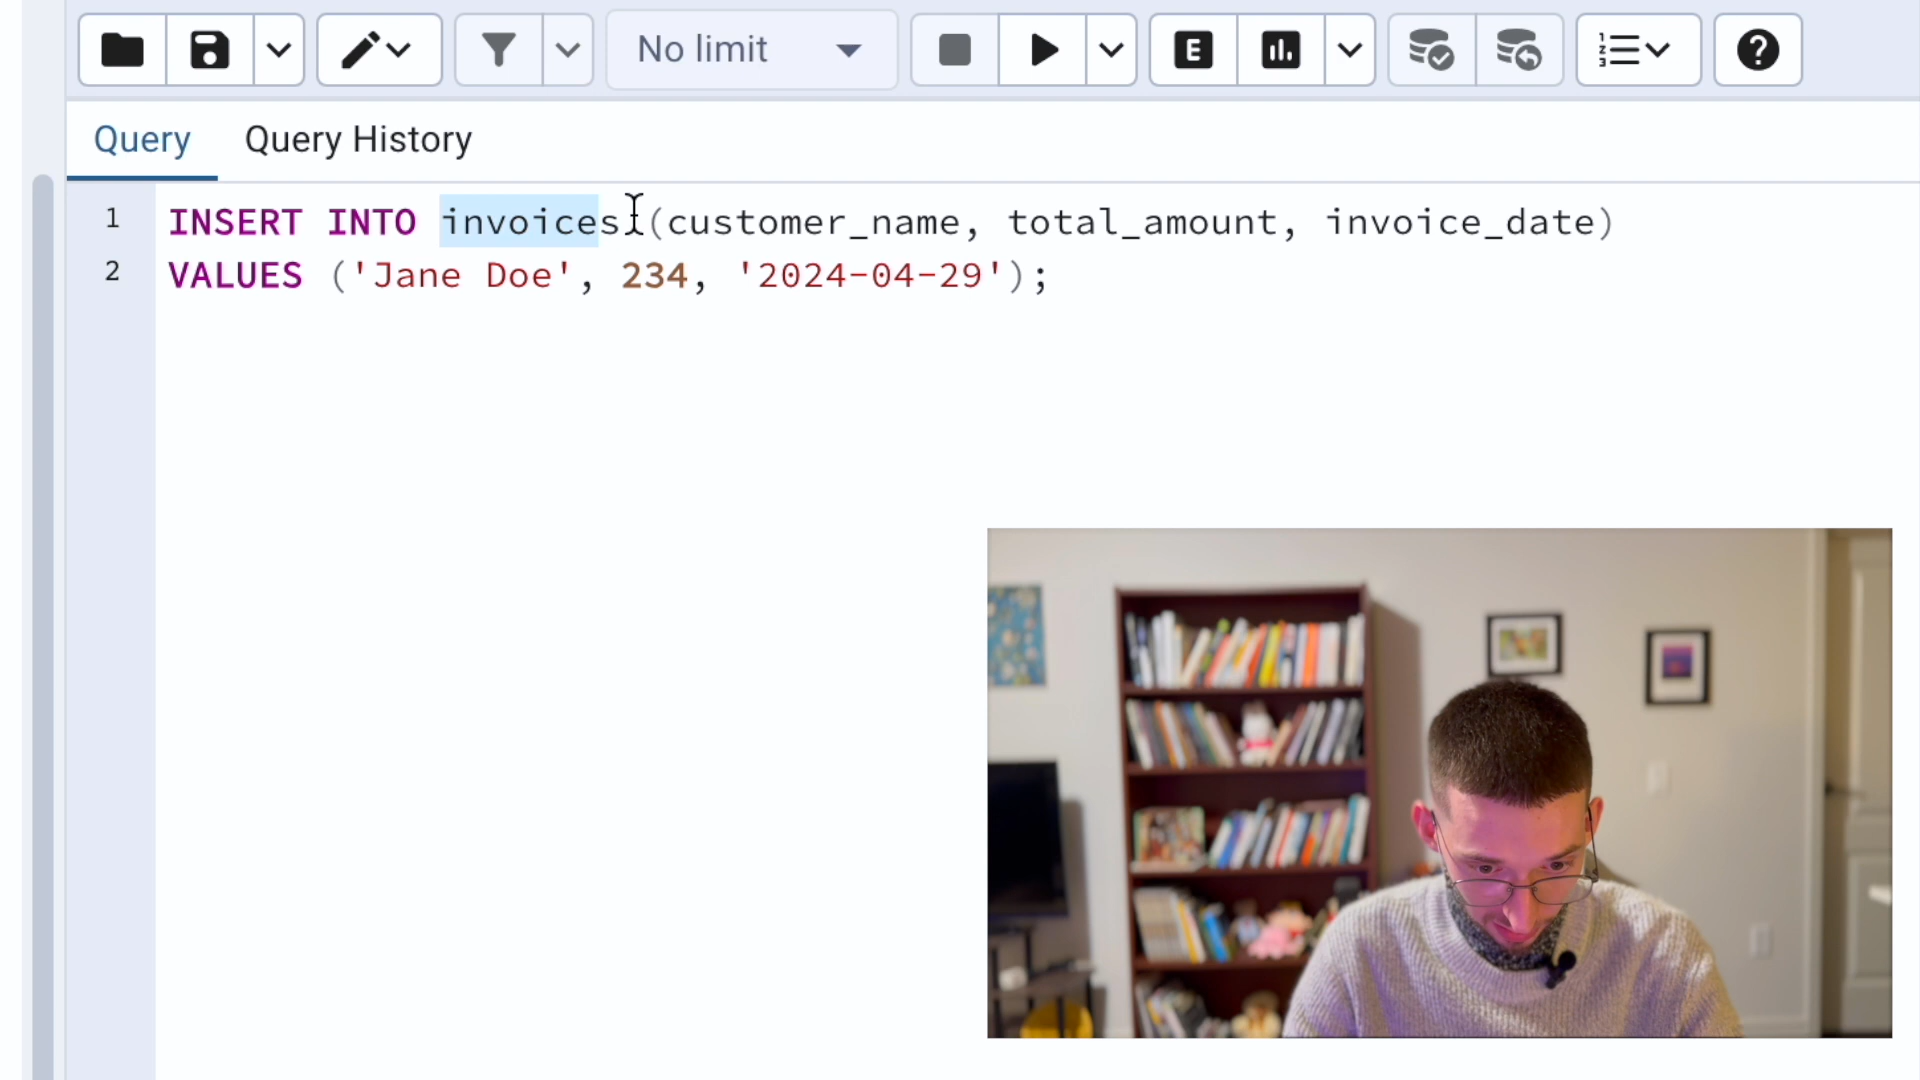 No limit
E
Query Query History
1 INSERT INTO invoices (customer_name, total_amount, invoice_date)
2 VALUES ('Jane Doe', 234, '2024-04-29');